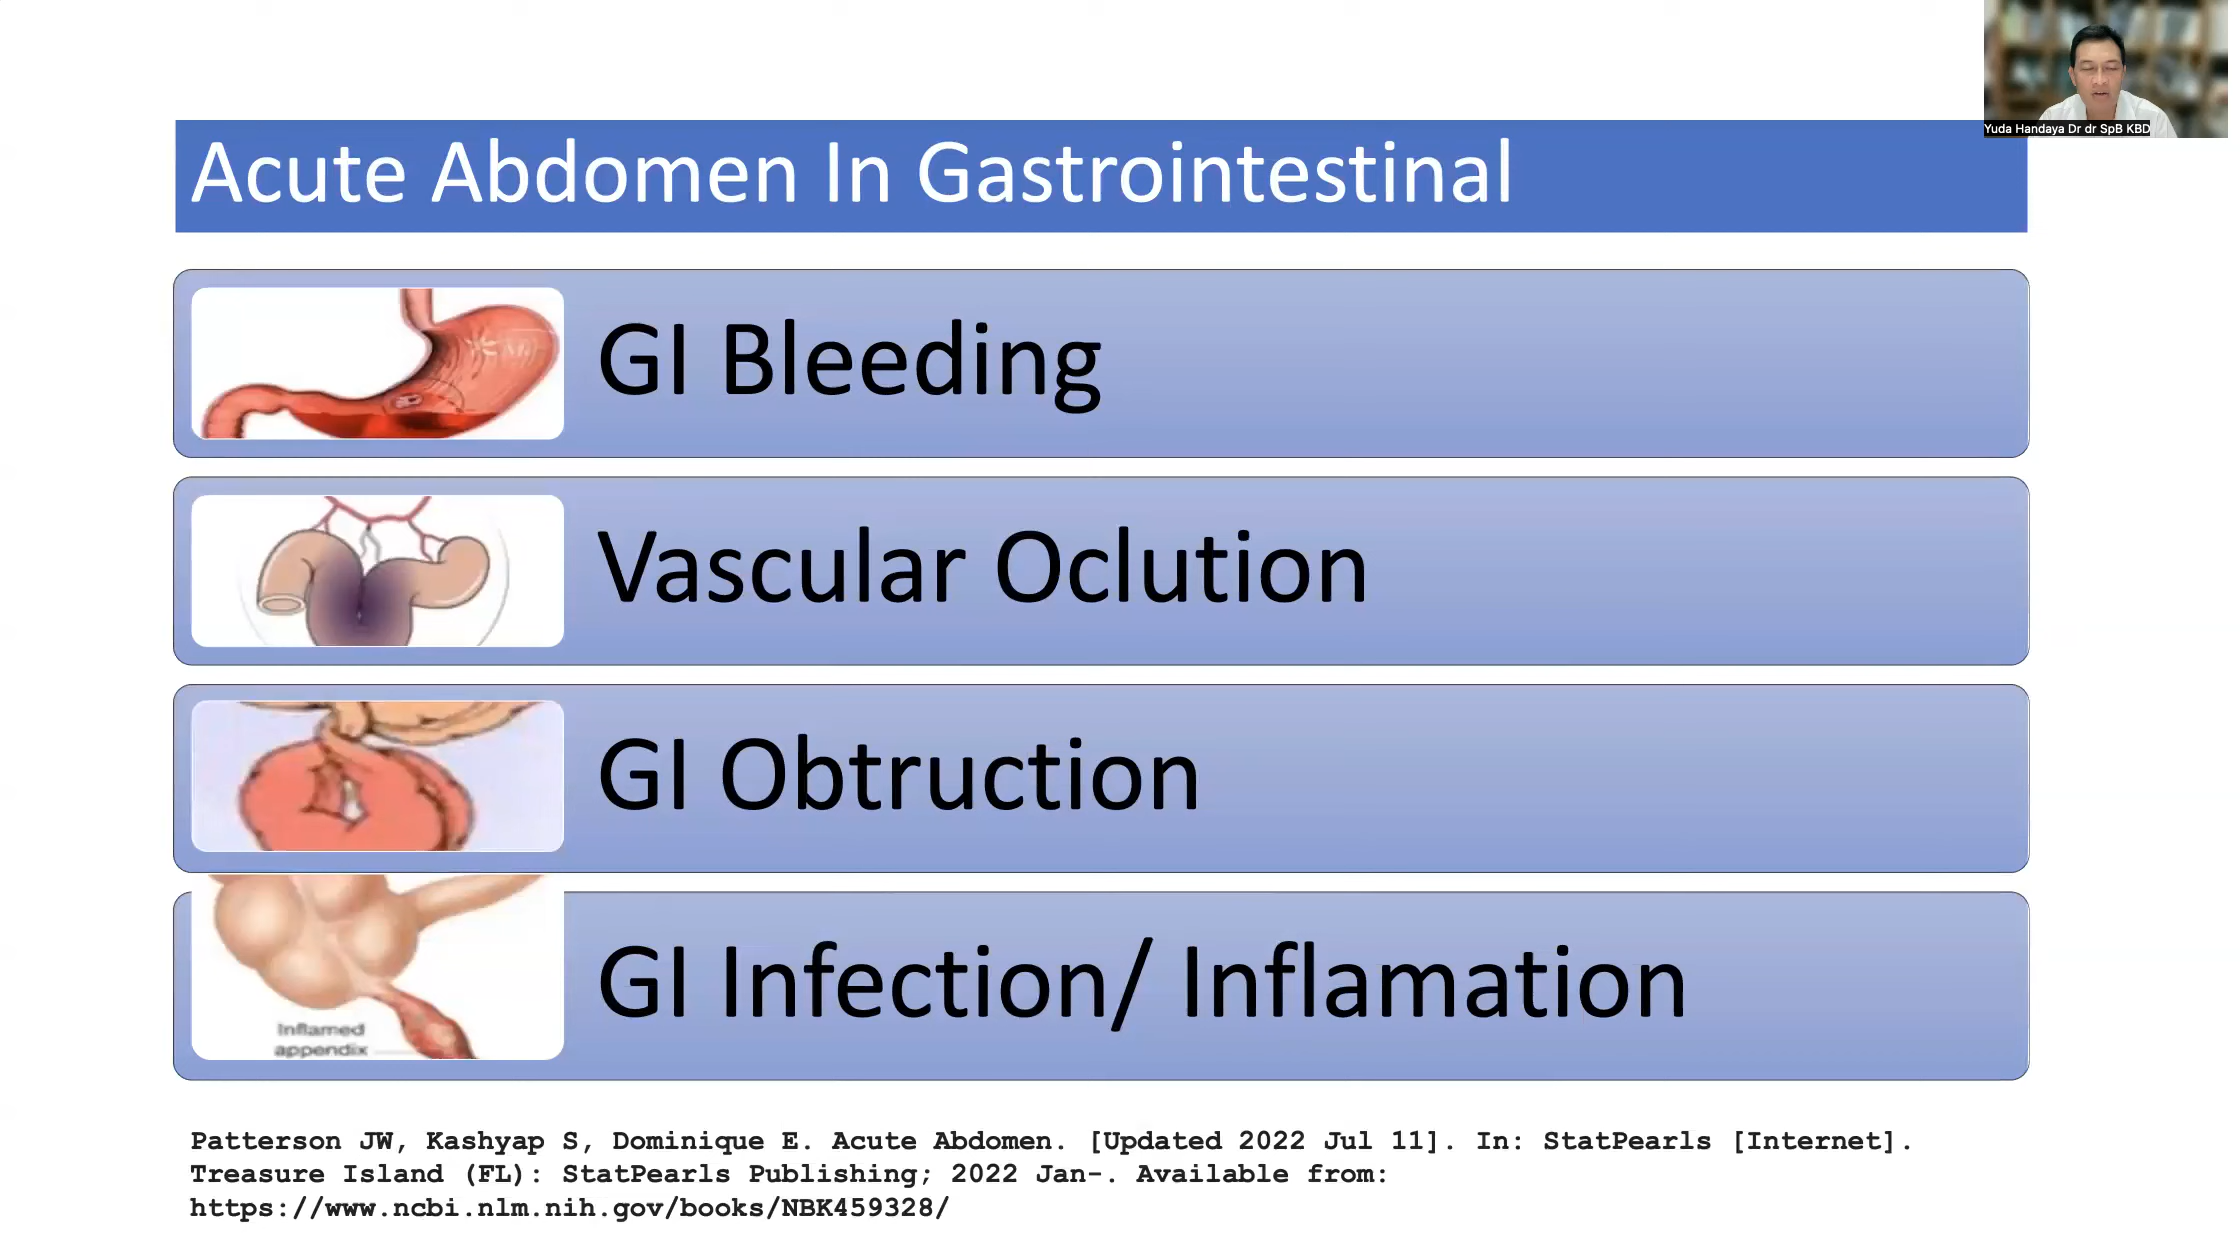 Yuda Handaya Dr dr SpB KBD
Acute Abdomen In Gastrointestinal
GI Bleeding
Vascular Oclution
GI Obtruction
GI Infection/ Inflamation
Inflamed
appendix
Patterson JW, Kashyap S, Dominique E. Acute Abdomen. [Updated 2022 Jul 11]. In: StatPearls [Internet].
Treasure Island (FL): StatPearls Publishing; 2022 Jan-. Available from:
https://www.ncbi.nlm.nih.gov/books/NBK459328/